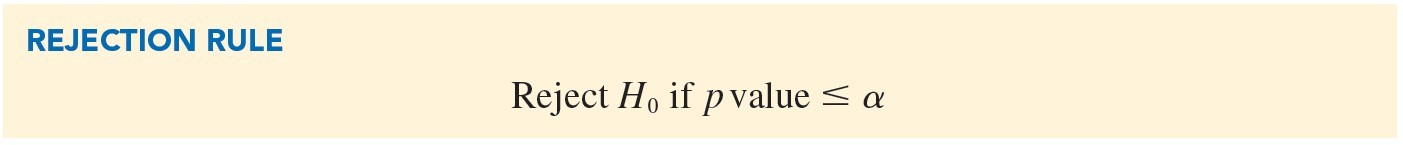 REJECTION RULE
Reject H₀ if p value ≤ α